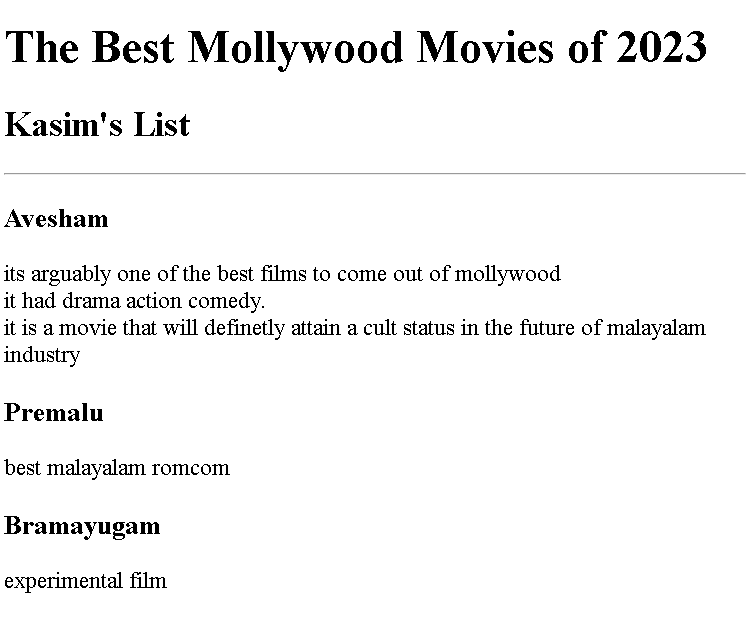 The Best Mollywood Movies of 2023
Kasim's List
Avesham
its arguably one of the best films to come out of mollywood
it had drama action comedy.
it is a movie that will definetly attain a cult status in the future of malayalam
industry
Premalu
best malayalam romcom
Bramayugam
experimental film